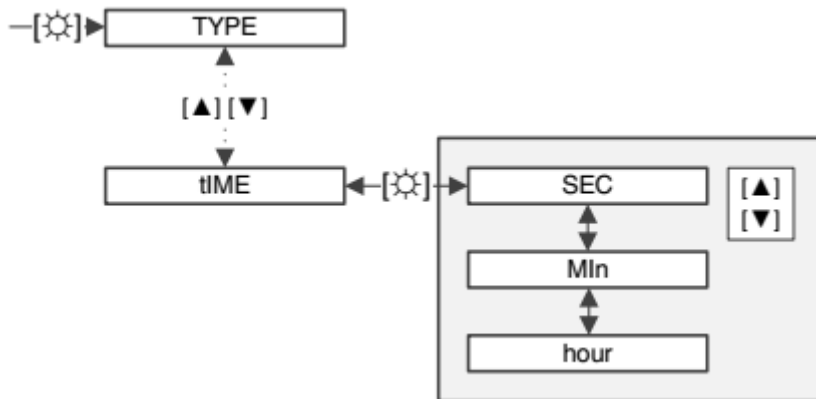 [☼] TYPE
[▲] [▼]
tIME [☼] SEC
[▲]
[▼]
MIn
hour